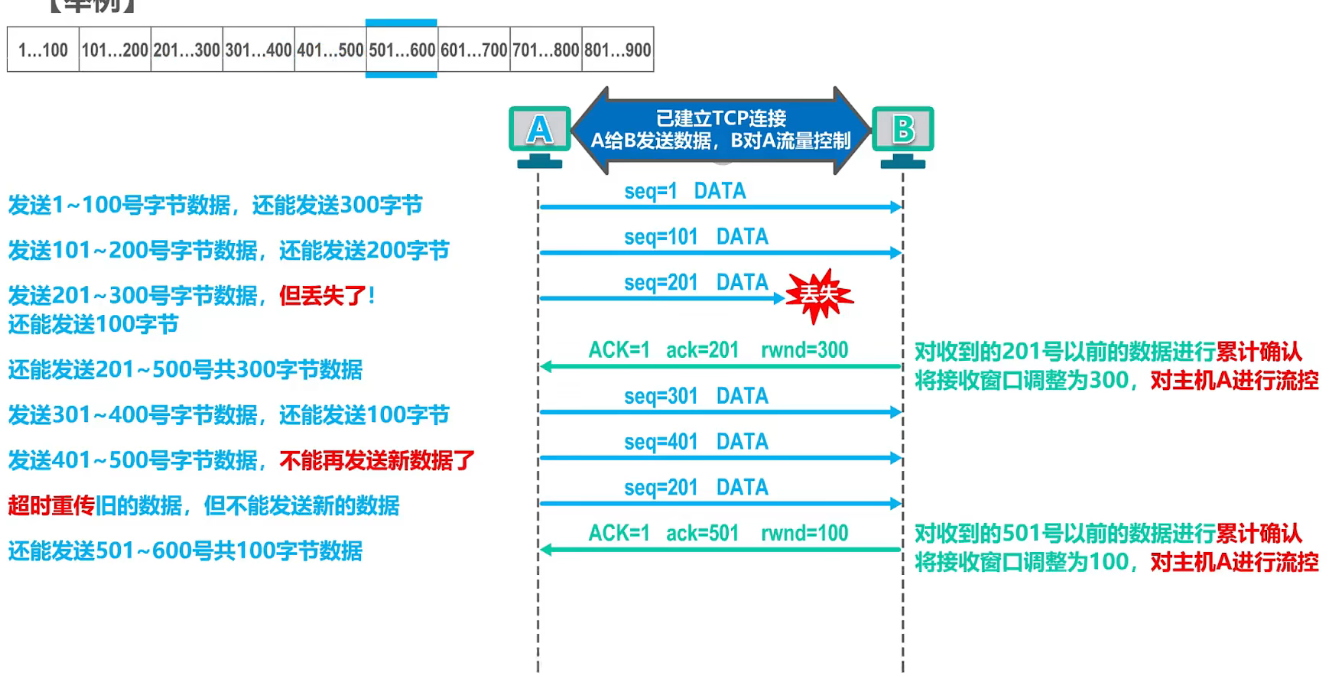 【举例】
1…100 101…200 201…300 301…400 401…500 501…600 601…700 701…800 801…900
A
已建立TCP连接
A给B发送数据，B对A流量控制
B
发送1~100号字节数据，还能发送300字节
seq=1 DATA
发送101~200号字节数据，还能发送200字节
seq=101 DATA
发送201~300号字节数据，但丢失了！
还能发送100字节
seq=201 DATA
丢失
还能发送201~500号共300字节数据
ACK=1 ack=201 rwnd=300
对收到的201号以前的数据进行累计确认
将接收窗口调整为300，对主机A进行流控
发送301~400号字节数据，还能发送100字节
seq=301 DATA
发送401~500号字节数据，不能再发送新数据了
seq=401 DATA
超时重传旧的数据，但不能发送新的数据
seq=201 DATA
还能发送501~600号共100字节数据
ACK=1 ack=501 rwnd=100
对收到的501号以前的数据进行累计确认
将接收窗口调整为100，对主机A进行流控